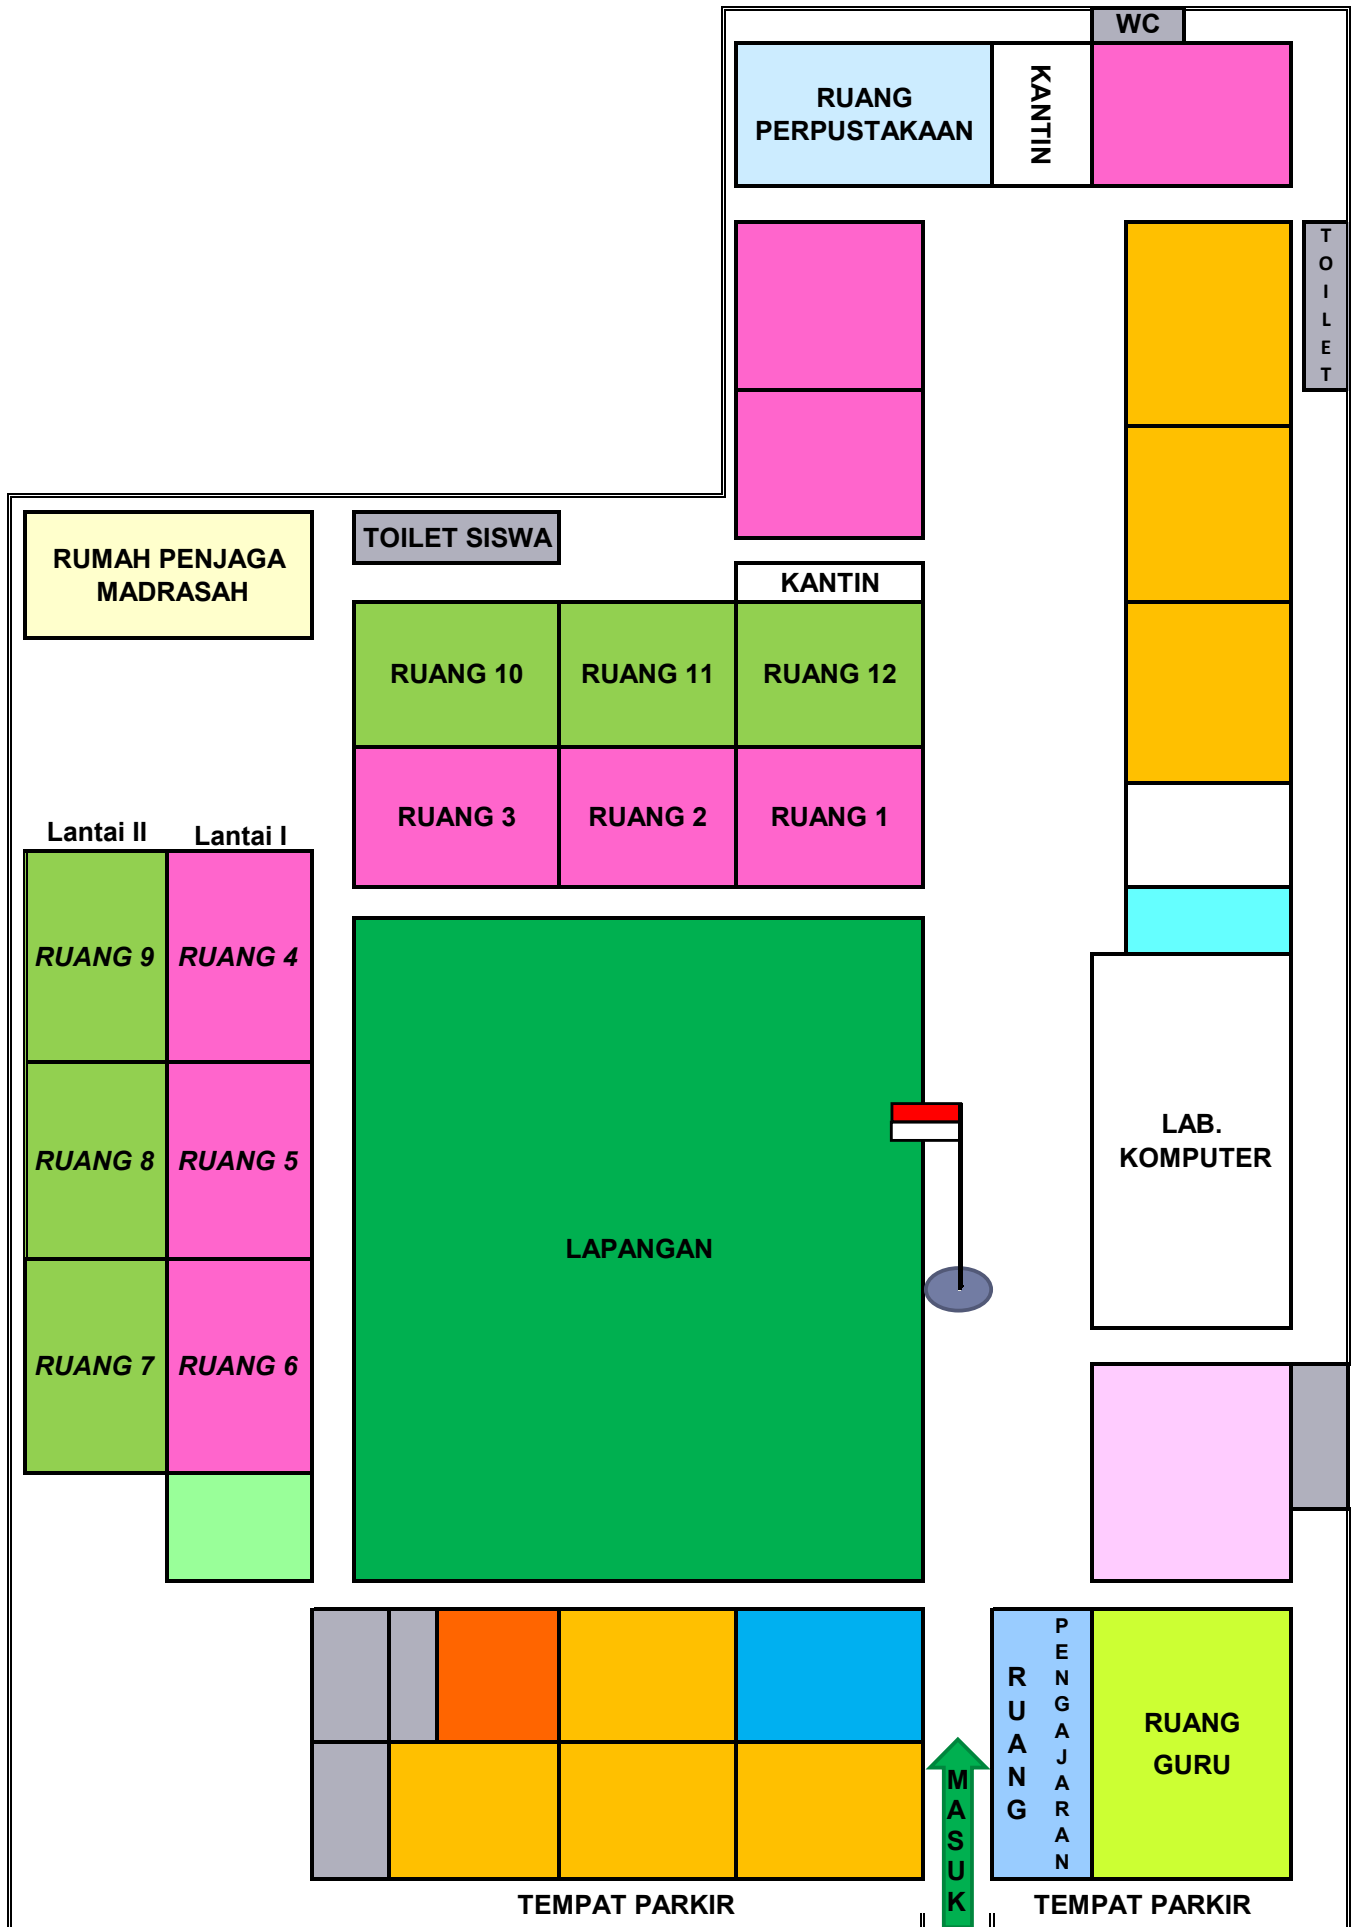 WC
RUANG
PERPUSTAKAAN
KANTIN
TOILET
RUMAH PENJAGA
MADRASAH
TOILET SISWA
KANTIN
RUANG 10
RUANG 11
RUANG 12
RUANG 3
RUANG 2
RUANG 1
Lantai II
Lantai I
RUANG 9
RUANG 4
RUANG 8
RUANG 5
LAB.
KOMPUTER
LAPANGAN
RUANG 7
RUANG 6
RUANG
PENGAJARAN
RUANG
GURU
MASUK
TEMPAT PARKIR
TEMPAT PARKIR